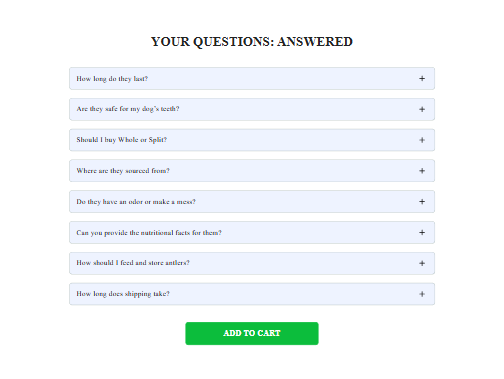 YOUR QUESTIONS: ANSWERED
How long do they last? +
Are they safe for my dog's teeth? +
Should I buy Whole or Split? +
Where are they sourced from? +
Do they have an odor or make a mess? +
Can you provide the nutritional facts for them? +
How should I feed and store antlers? +
How long does shipping take? +
ADD TO CART